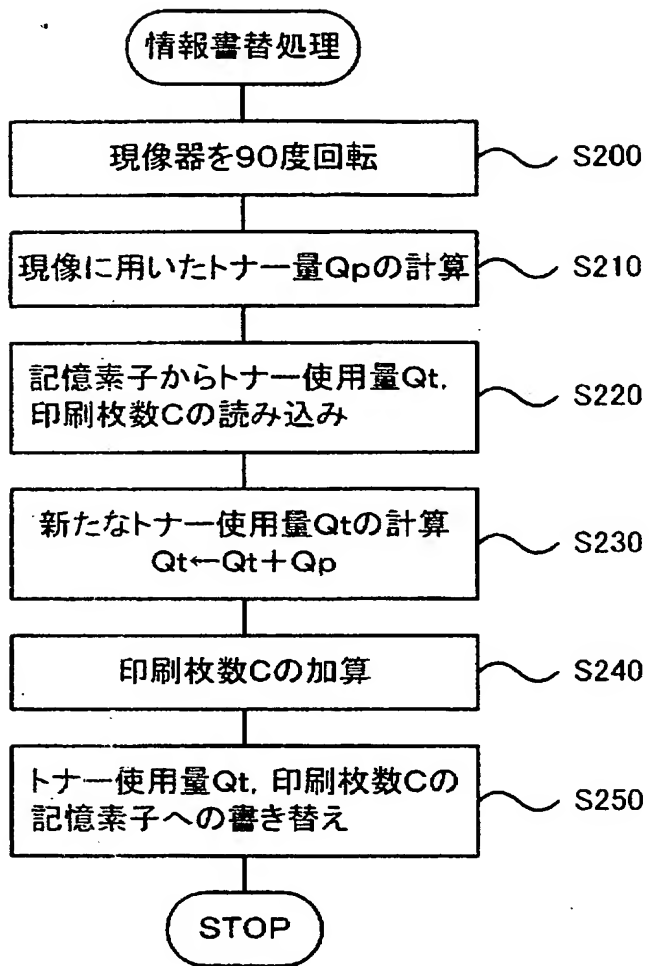 情報書替処理
現像器を90度回転
S200
現像に用いたトナー量Qpの計算
S210
記憶素子からトナー使用量Qt,
印刷枚数Cの読み込み
S220
新たなトナー使用量Qtの計算
Qt←Qt+Qp
S230
印刷枚数Cの加算
S240
トナー使用量Qt, 印刷枚数Cの
記憶素子への書き替え
S250
STOP